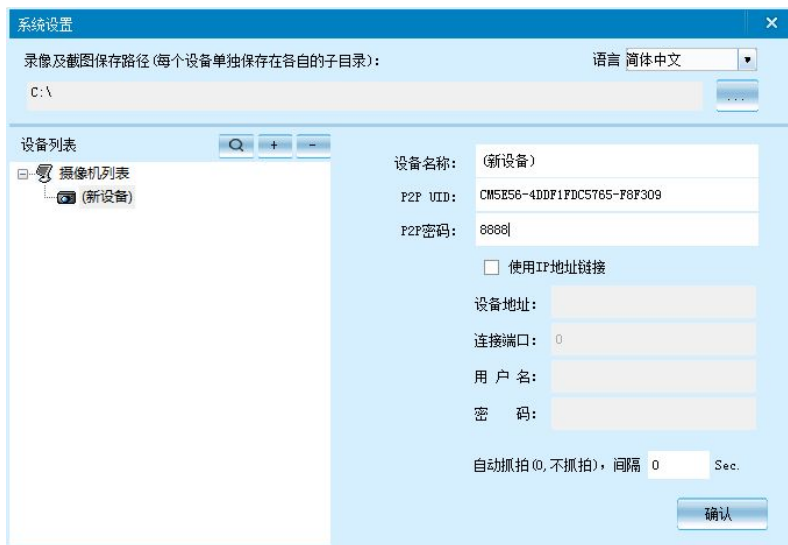 系统设置
录像及截图保存路径(每个设备单独保存在各自的子目录):
语言 简体中文
C:\
...
设备列表
+ -
摄像机列表
(新设备)
设备名称: (新设备)
P2P UID: CM5E56-4DDF1FDC5765-F8F309
P2P密码: 8888
使用IP地址链接
设备地址:
连接端口: 0
用 户 名:
密 码:
自动抓拍(0,不抓拍), 间隔 0 Sec.
确认